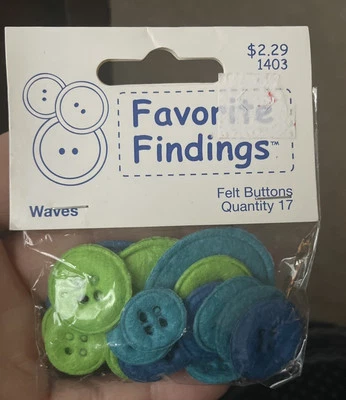 $2.29
1403
Favorite
Findings™
Felt Buttons
Waves
Quantity 17